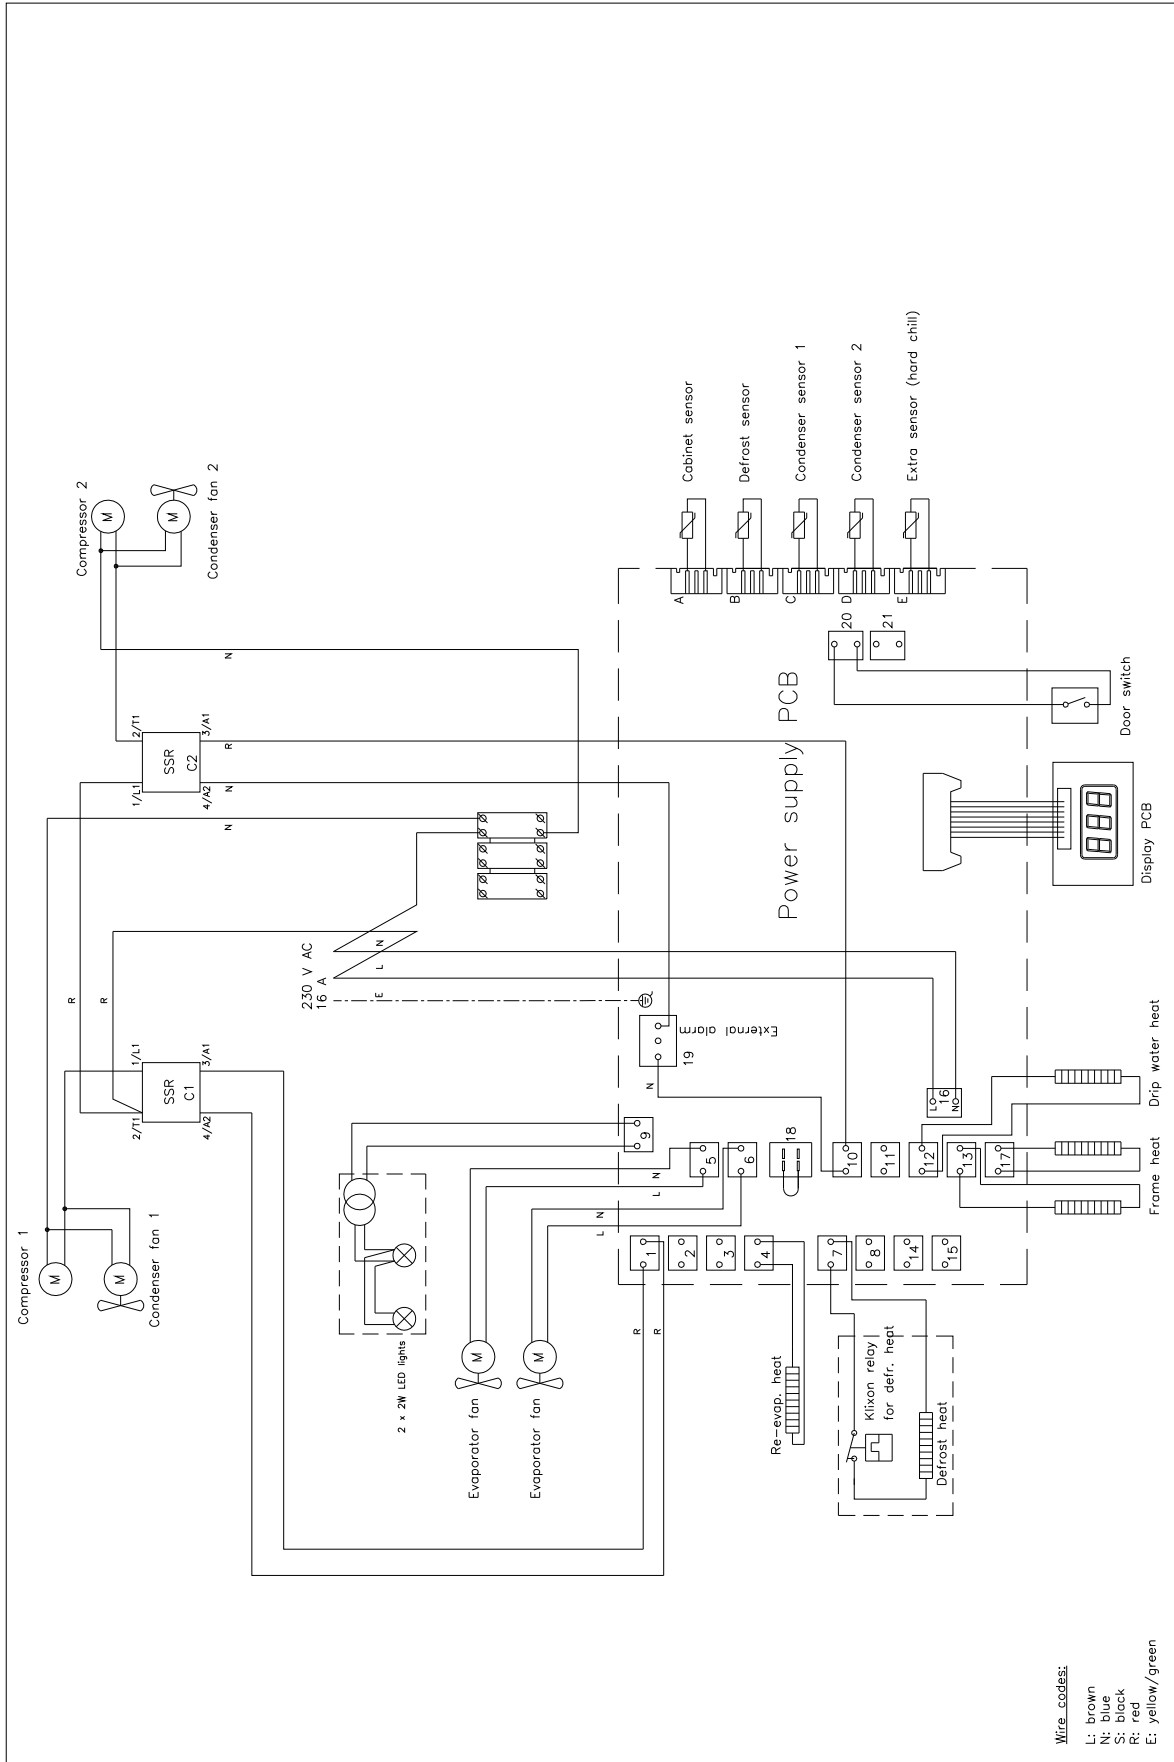 Compressor 1
M
M
Condenser fan 1
SSR
C1
2/T1
1/L1
4/A2
3/A1
R
R
SSR
C2
1/L1
2/T1
4/A2
3/A1
N
N
R
N
Compressor 2
M
M
Condenser fan 2
230 V AC
16 A
E
L
N
2 x 2W LED lights
M
Evaporator fan
M
Evaporator fan
L
N
L
N
R
R
N
Power supply PCB
External alarm
19
9
5
6
18
10
11
12
13
17
16
L
N
1
2
3
4
7
8
14
15
20
21
A
B
C
D
E
Cabinet sensor
Defrost sensor
Condenser sensor 1
Condenser sensor 2
Extra sensor (hard chill)
Door switch
Display PCB
Re-evap. heat
Klixon relay
for defr. heat
Defrost heat
Frame heat
Drip water heat
Wire codes:
L: brown
N: blue
S: black
R: red
E: yellow/green